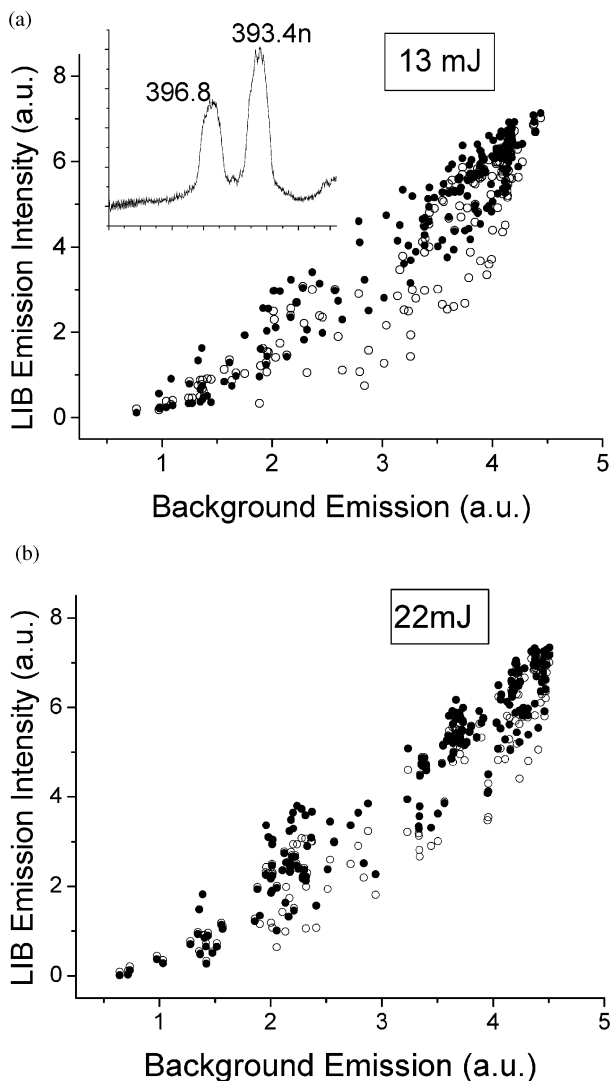 (a)
393.4n
396.8
13 mJ
LIB Emission Intensity (a.u.)
8
6
4
2
0
1 2 3 4 5
Background Emission (a.u.)
(b)
22mJ
LIB Emission Intensity (a.u.)
8
6
4
2
0
1 2 3 4 5
Background Emission (a.u.)